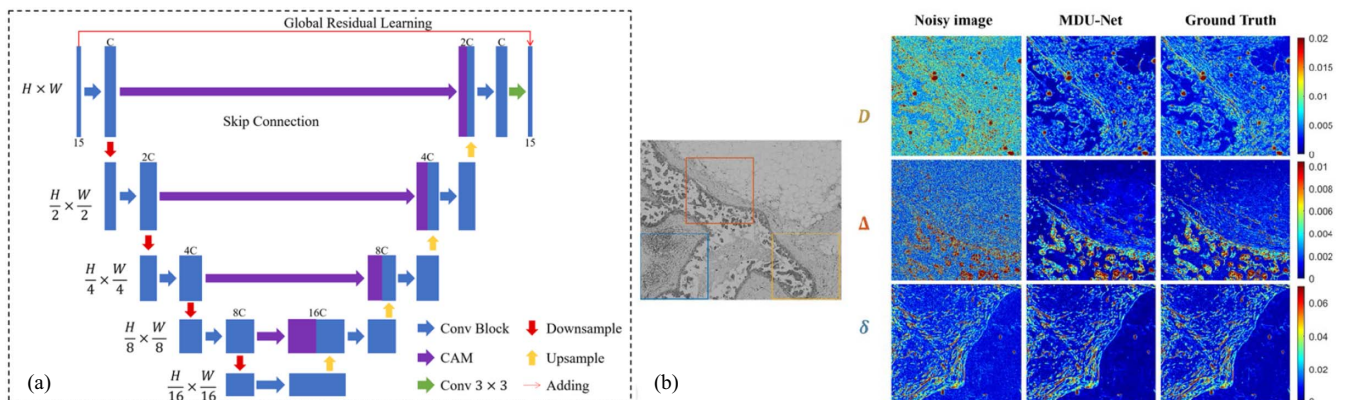 Global Residual Learning
C
2C
C
H × W
Skip Connection
15
15
2C
4C
H/2 × W/2
4C
8C
H/4 × W/4
8C
16C
H/8 × W/8
H/16 × W/16
Conv Block
Downsample
CAM
Upsample
Conv 3 × 3
Adding
(a)
(b)
Noisy image
MDU-Net
Ground Truth
D
0.02
0.015
0.01
0.005
0
Δ
0.01
0.008
0.006
0.004
0.002
0
δ
0.06
0.04
0.02
0